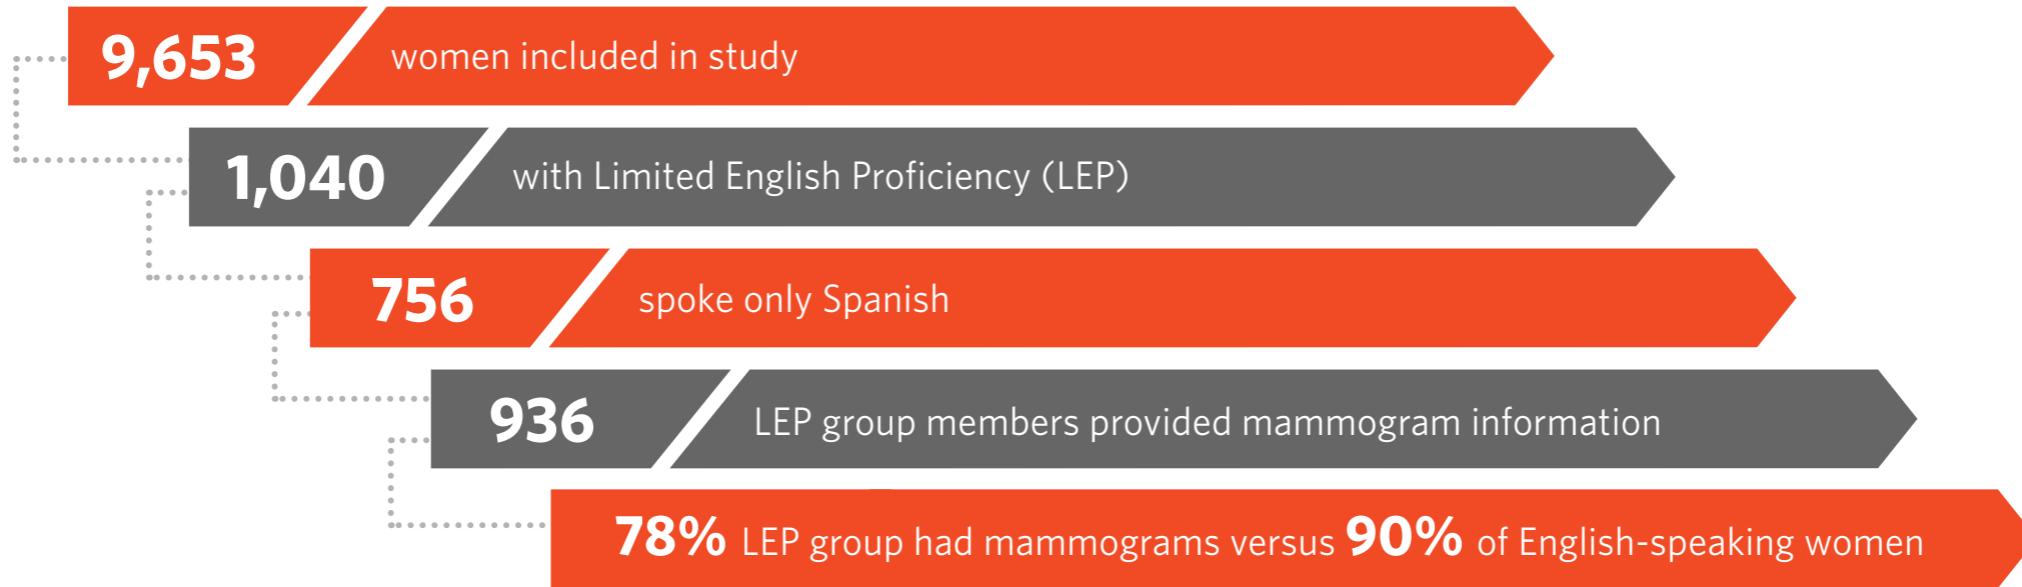 9,653 women included in study
1,040 with Limited English Proficiency (LEP)
756 spoke only Spanish
936 LEP group members provided mammogram information
78% LEP group had mammograms versus 90% of English-speaking women